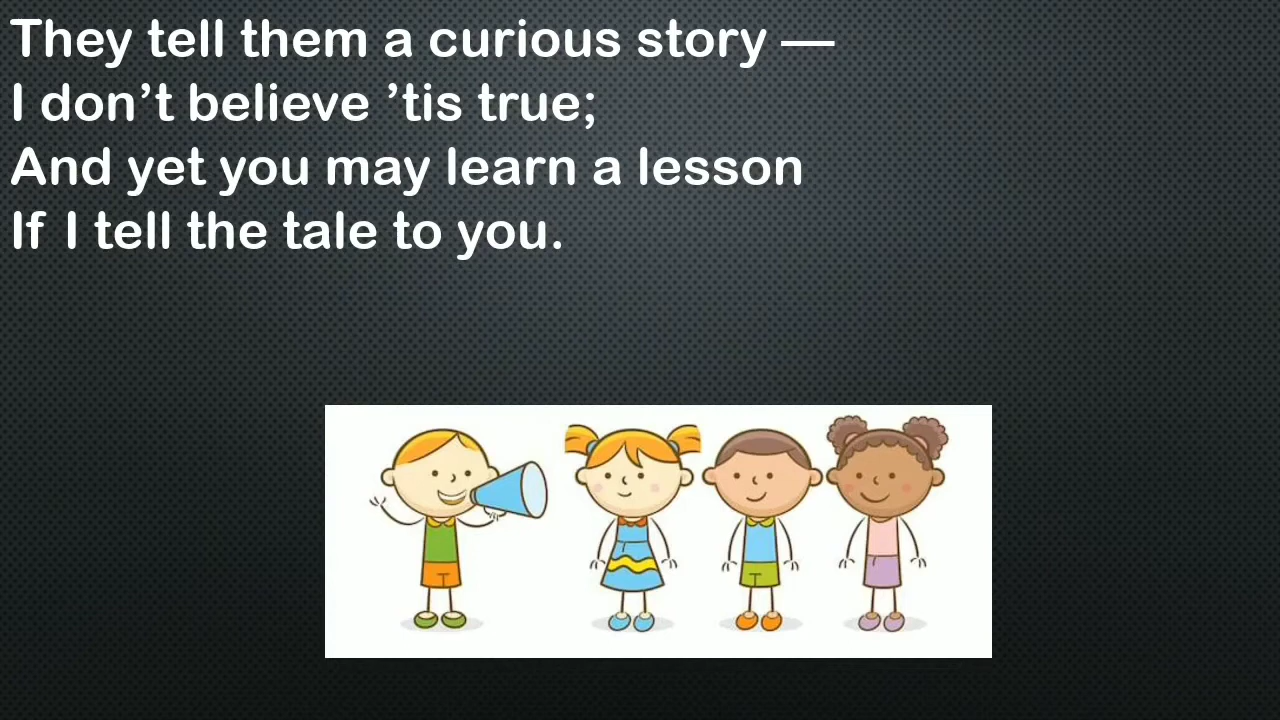 They tell them a curious story —
I don’t believe ’tis true;
And yet you may learn a lesson
If I tell the tale to you.